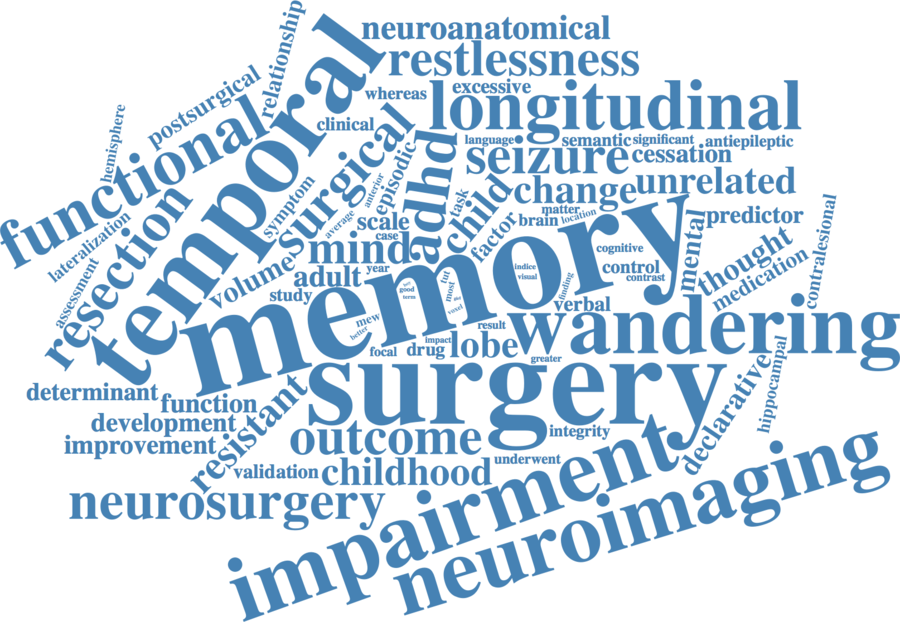 neuroanatomical
relationship
restlessness
temporal
postsurgical
whereas
excessive
longitudinal
functional
hemisphere
clinical
surgical
language
semantic
significant
antiepileptic
seizure
cessation
adhd
episodic
anterior
child
task
change
unrelated
resection
symptom
average
scale
case
factor
brain
matter
location
predictor
mental
contralesional
lateralization
mind
memory
cognitive
control
contrast
thought
medication
assessment
volume
adult
year
study
good
term
tut
most
voxel
indice
visual
finding
verbal
wandering
mew
better
result
impact
focal
drug
lobe
greater
surgery
declarative
hippocampal
determinant
function
development
improvement
resistant
outcome
integrity
validation
childhood
underwent
neurosurgery
impairment
neuroimaging